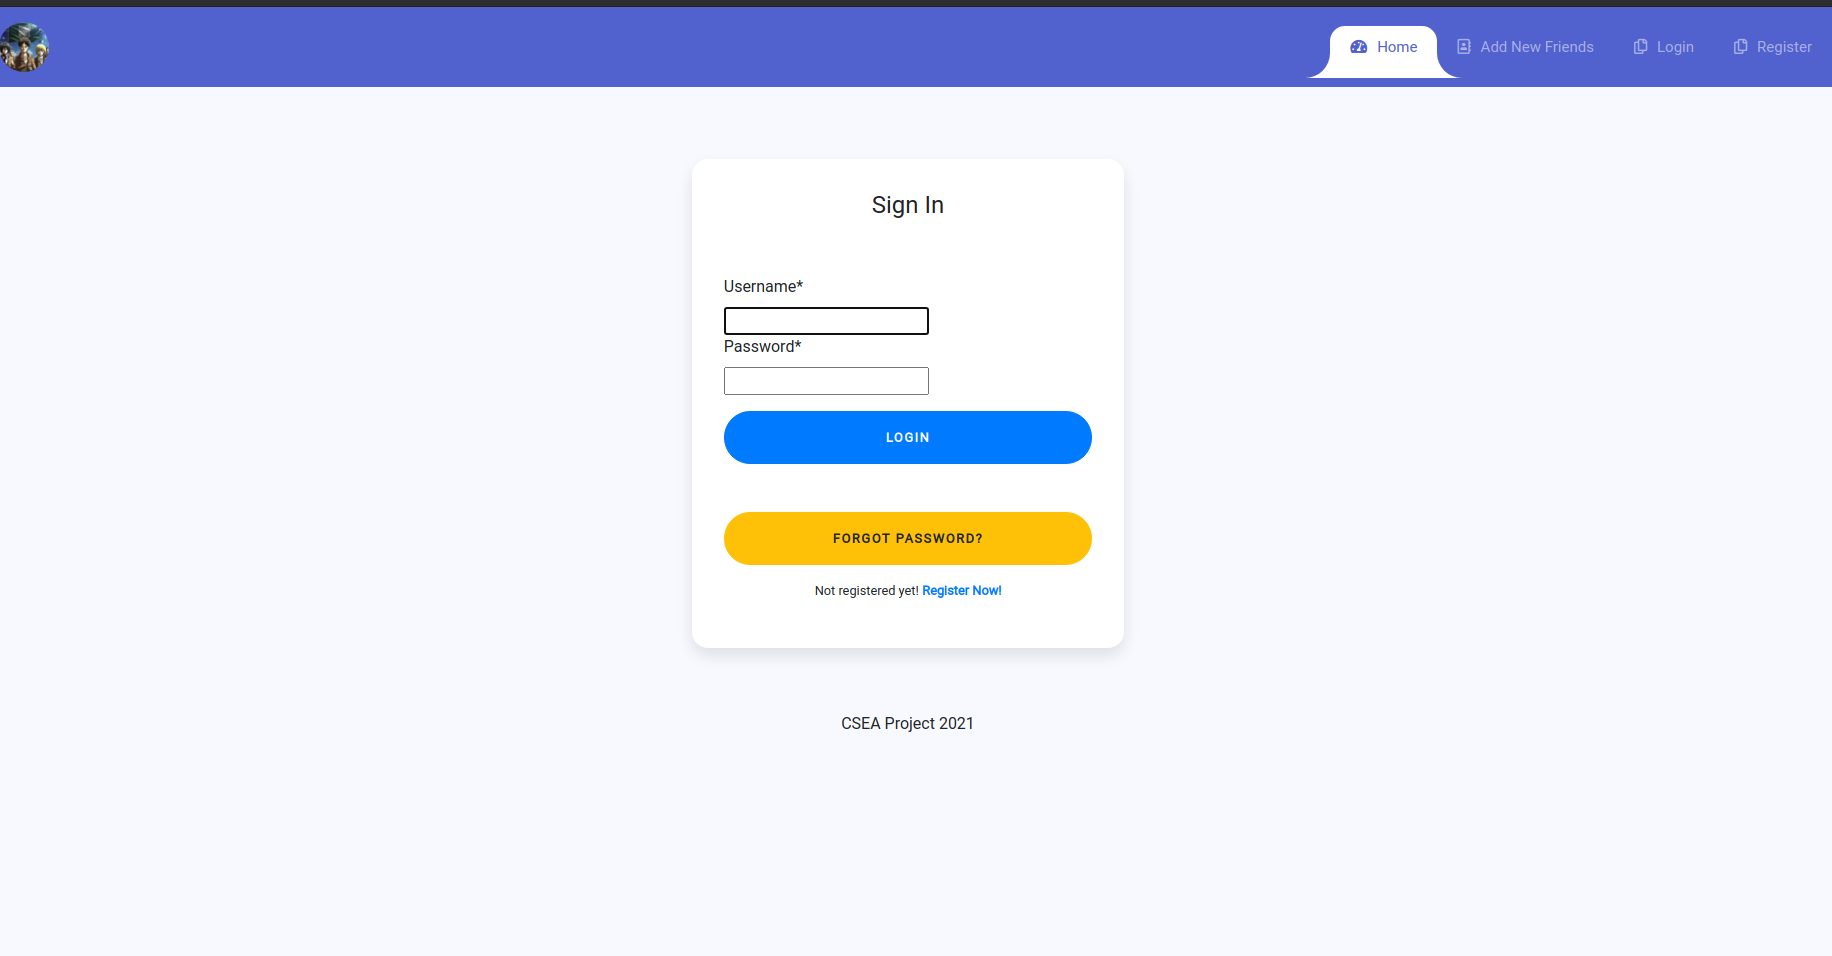 Home Add New Friends Login Register
Sign In
Username*
Password*
LOGIN
FORGOT PASSWORD?
Not registered yet! Register Now!
CSEA Project 2021